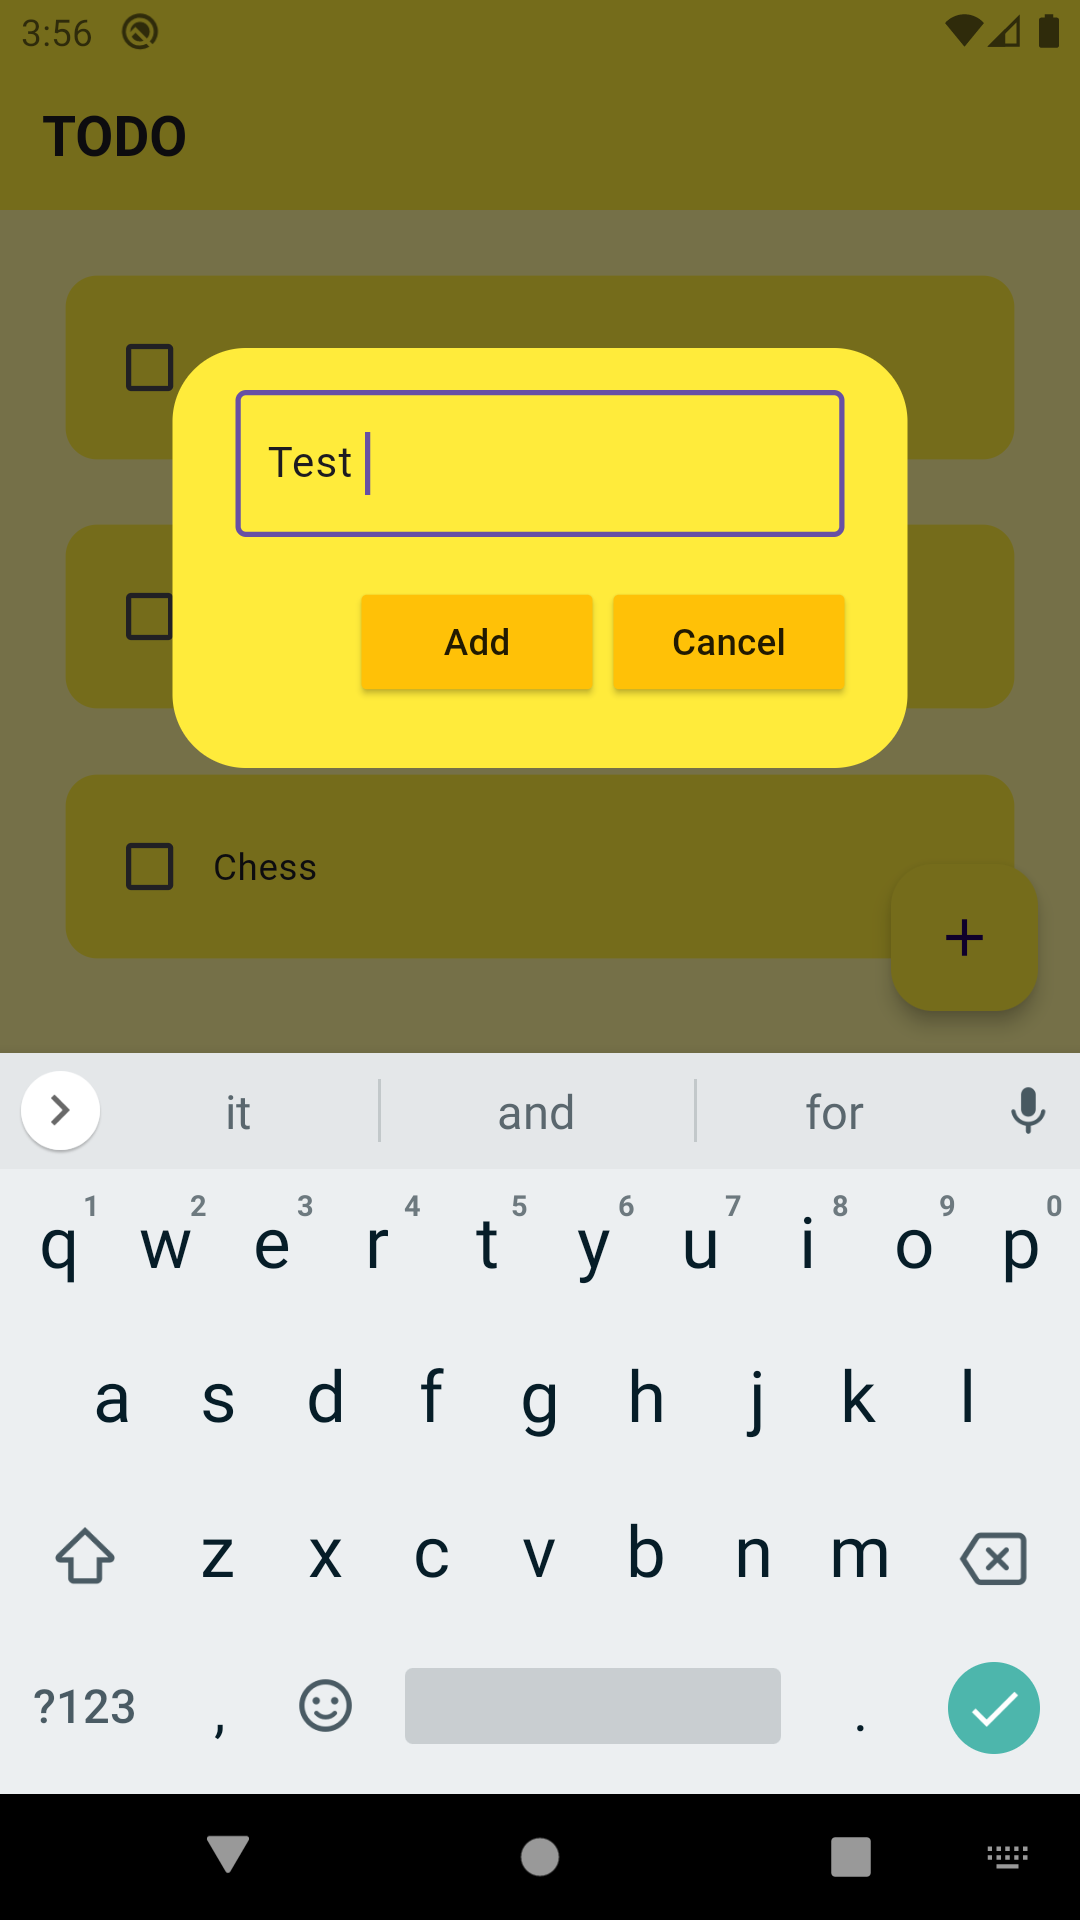 3:56
TODO
Test
Add Cancel
Chess
it and for
1 2 3 4 5 6 7 8 9 0
q w e r t y u i o p
a s d f g h j k l
z x c v b n m
?123 , .